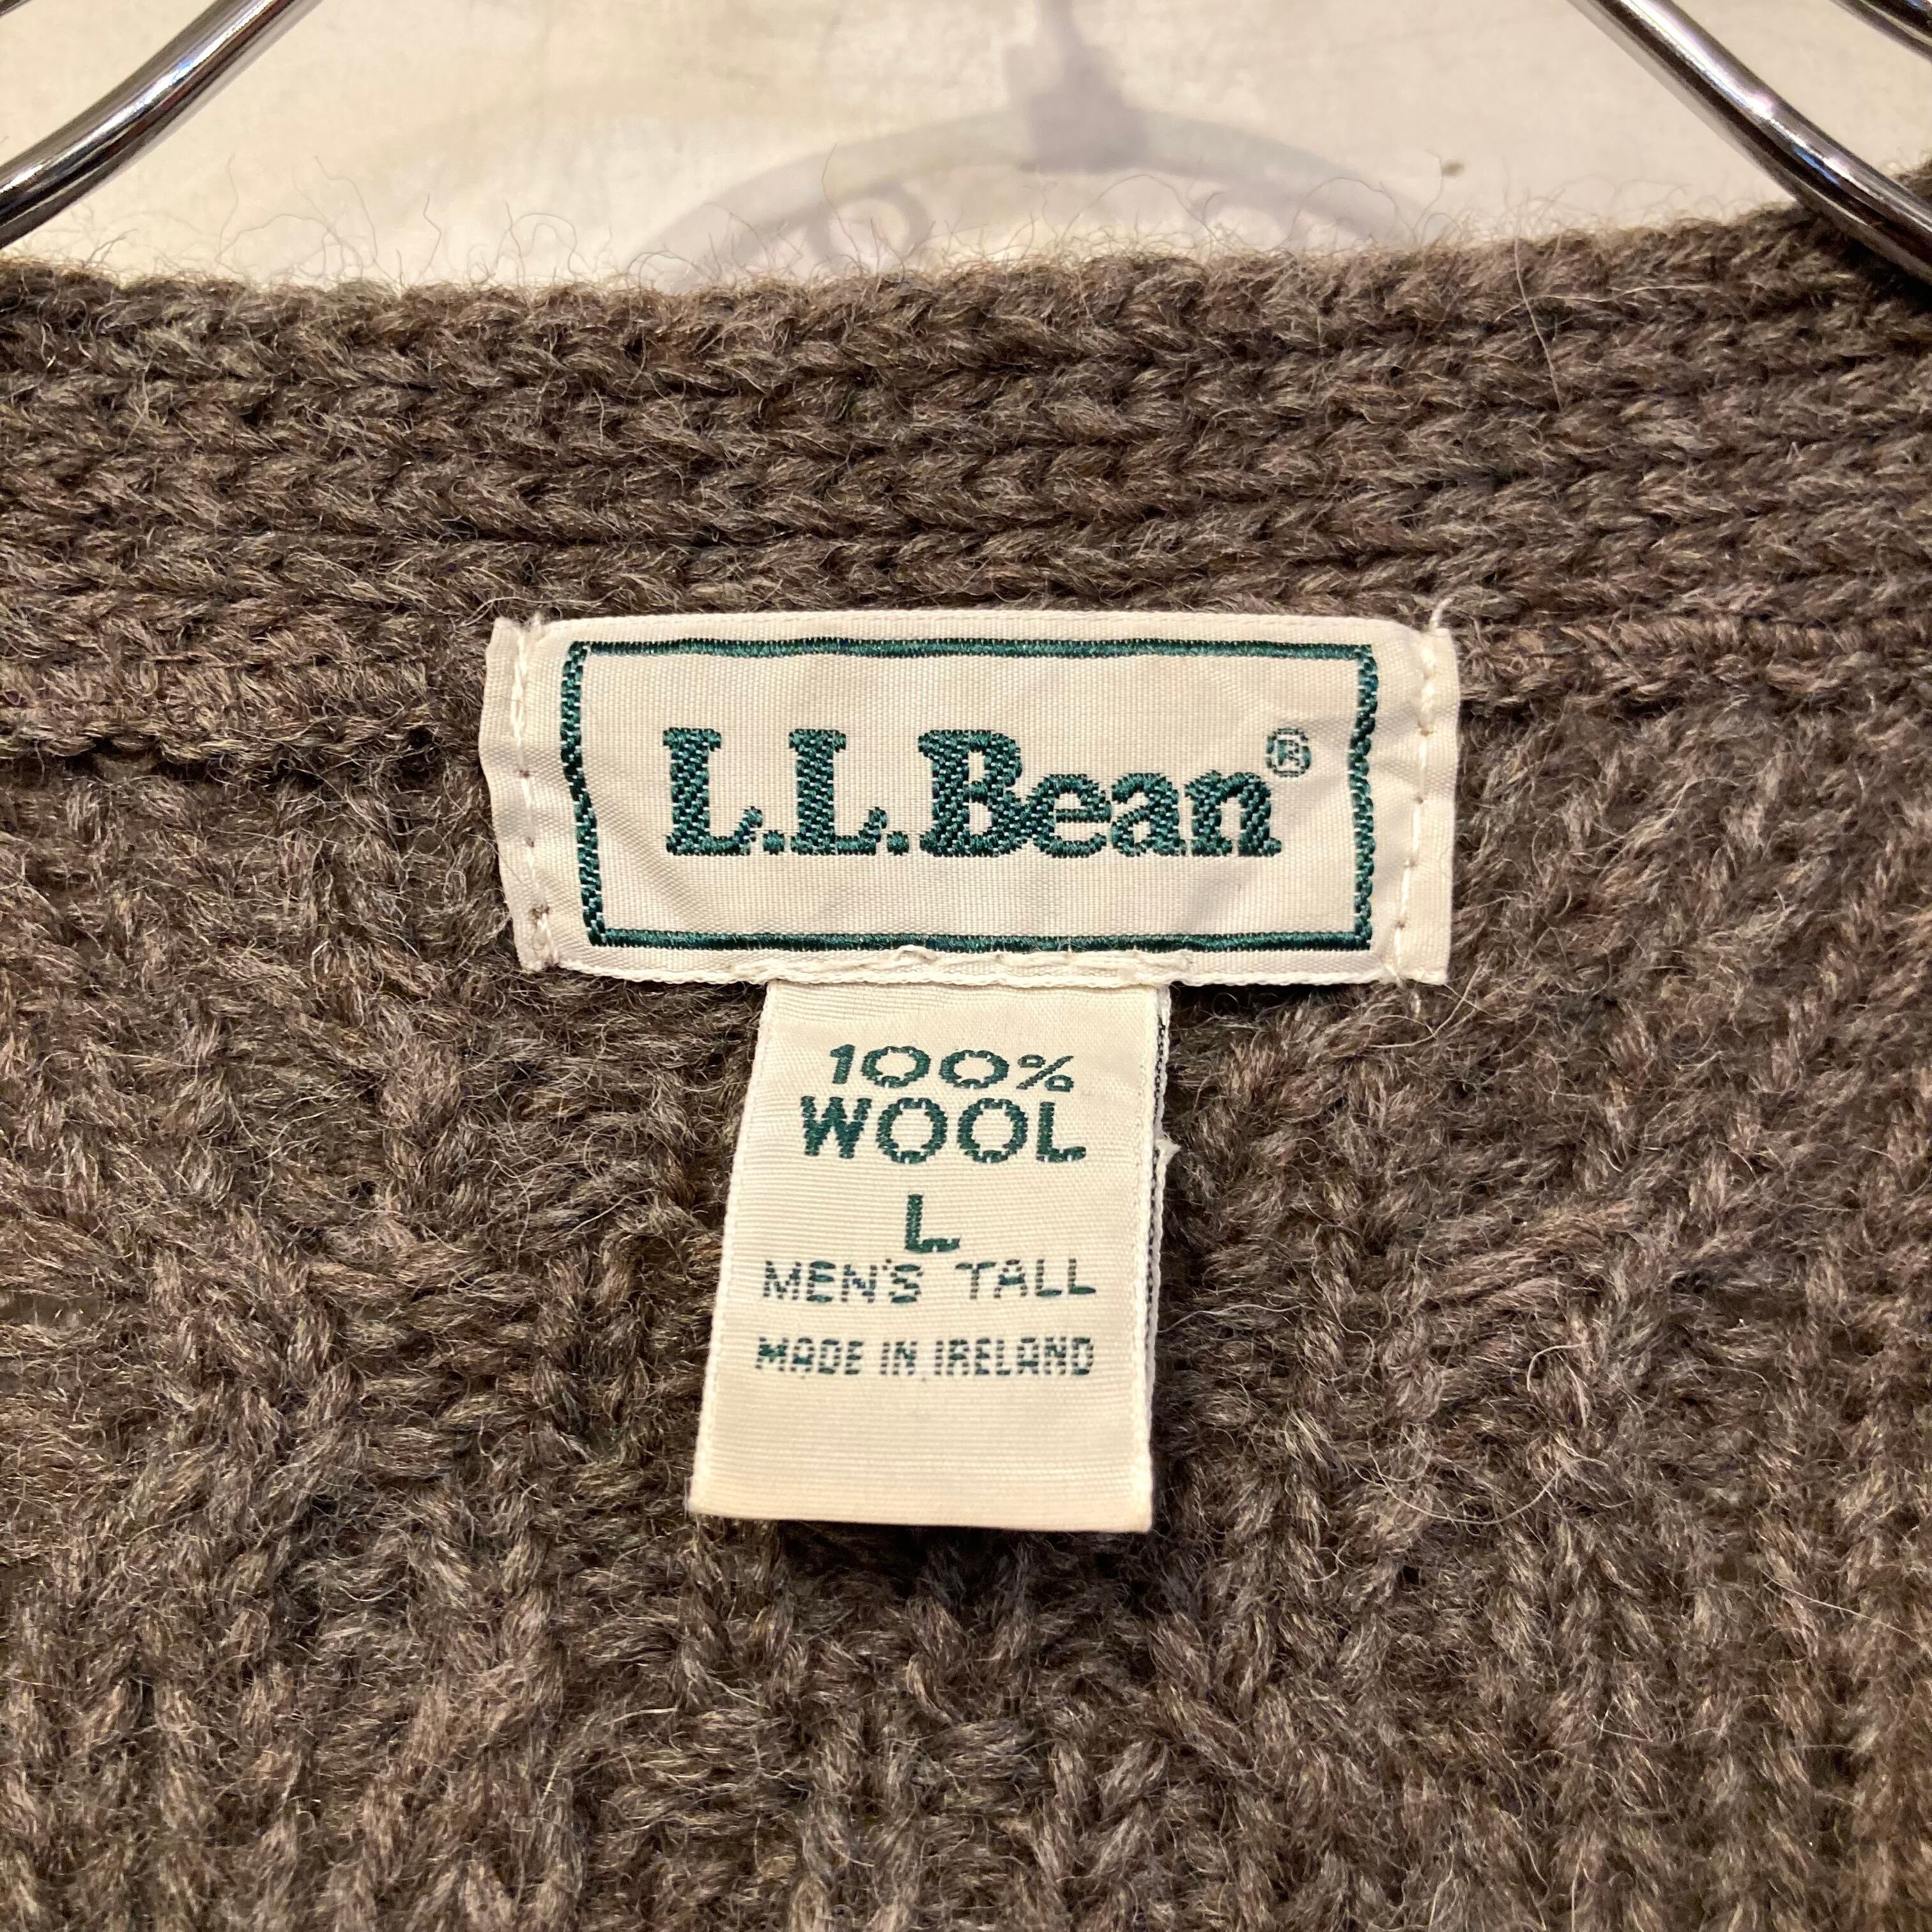 L.L.Bean®
100%
WOOL
L
MEN'S TALL
MADE IN IRELAND